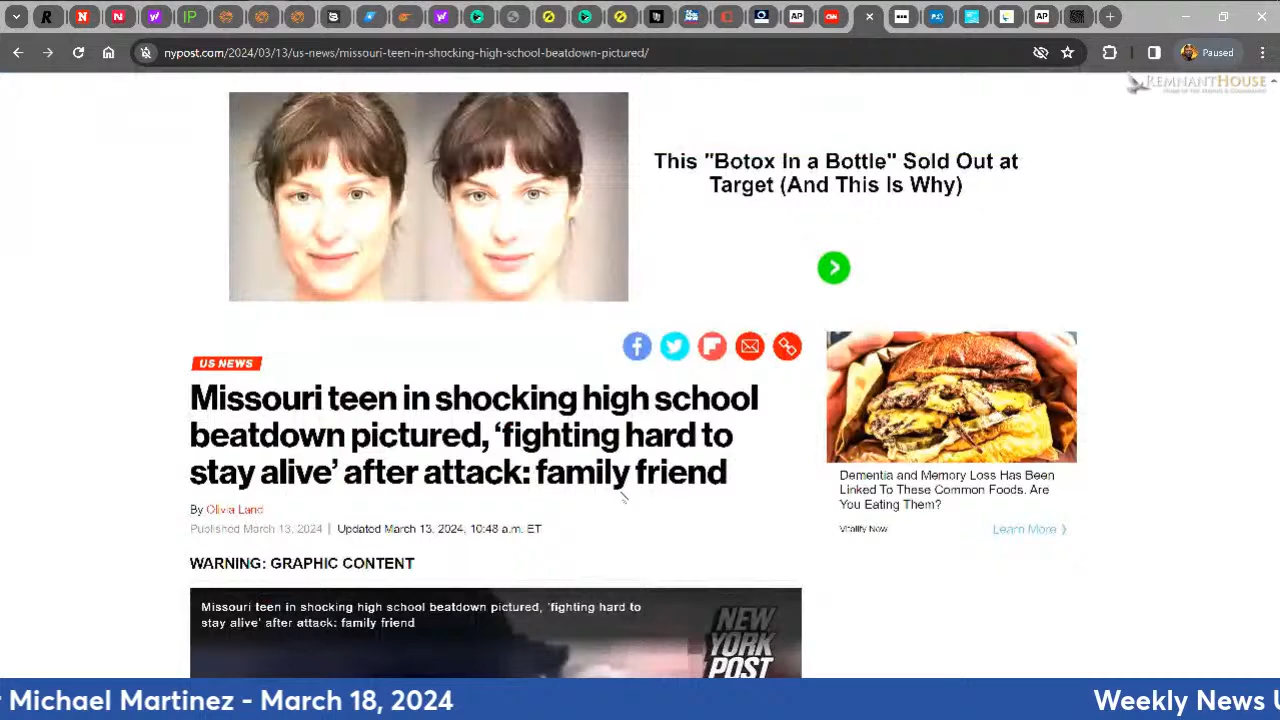 nypost.com/2024/03/13/us-news/missouri-teen-in-shocking-high-school-beatdown-pictured/
Paused
REMNANTHOUSE
This "Botox In a Bottle" Sold Out at
Target (And This Is Why)
US NEWS
Missouri teen in shocking high school
beatdown pictured, ‘fighting hard to
stay alive’ after attack: family friend
By Olivia Land
Published March 13, 2024 | Updated March 13, 2024, 10:48 a.m. ET
WARNING: GRAPHIC CONTENT
Missouri teen in shocking high school beatdown pictured, 'fighting hard to
stay alive' after attack: family friend
NEW
YORK
POST
Dementia and Memory Loss Has Been
Linked To These Common Foods. Are
You Eating Them?
Vitality Now
Learn More
r Michael Martinez - March 18, 2024
Weekly News U